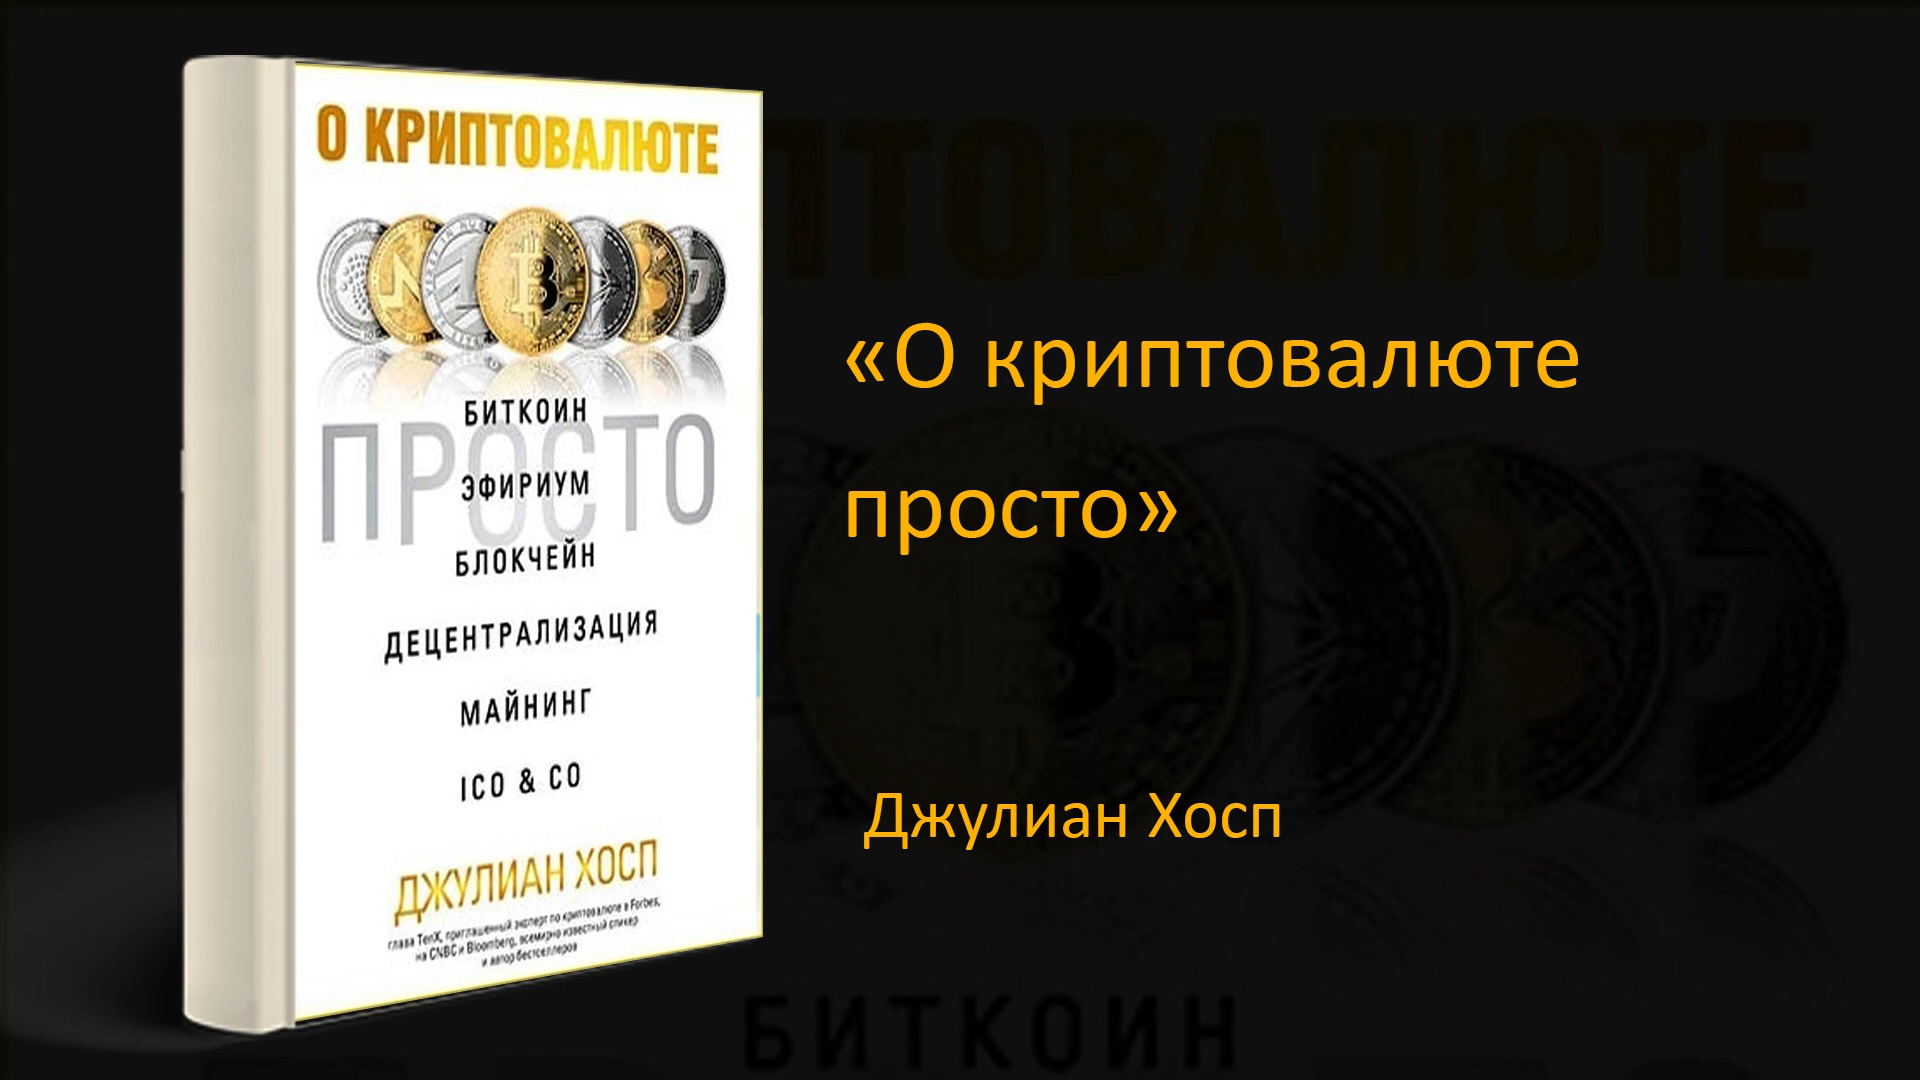 О КРИПТОВАЛЮТЕ
ПРОСТО
БИТКОИН
ЭФИРИУМ
БЛОКЧЕЙН
ДЕЦЕНТРАЛИЗАЦИЯ
МАЙНИНГ
ICO & CO
ДЖУЛИАН ХОСП
глава TenX, приглашенный эксперт по криптовалюте в Forbes,
на CNBC и Bloomberg, всемирно известный спикер
и автор бестселлеров
«О криптовалюте
просто»
Джулиан Хосп
ПТОВАЛЮТЕ
БИТКОИН